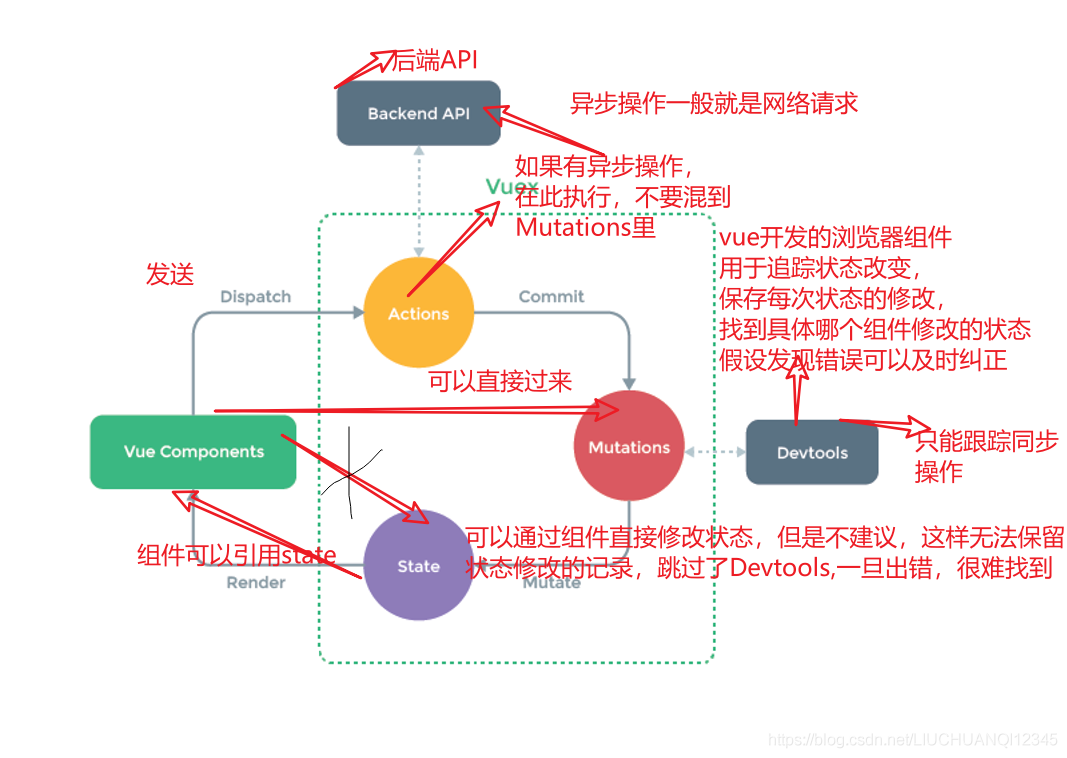 后端API
Backend API
异步操作一般就是网络请求
如果有异步操作，
Vuex
在此执行，不要混到
Mutations里
vue开发的浏览器组件
用于追踪状态改变，
保存每次状态的修改，
找到具体哪个组件修改的状态
假设发现错误可以及时纠正
发送
Dispatch
Commit
Actions
可以直接过来
Vue Components
Mutations
Devtools
只能跟踪同步
操作
可以通过组件直接修改状态，但是不建议，这样无法保留
状态修改的记录，跳过了Devtools,一旦出错，很难找到
组件可以引用state
State
Render
Mutate
https://blog.csdn.net/LIUCHUANQI12345